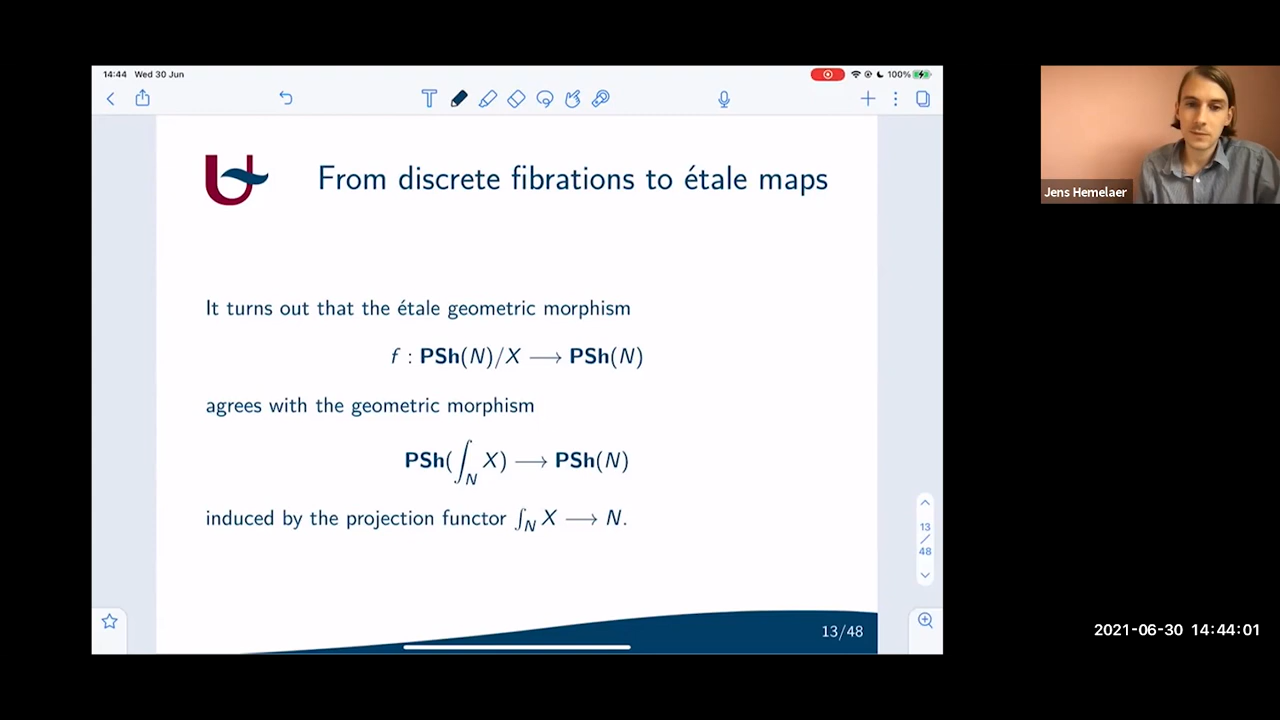 14:44 Wed 30 Jun
100%
From discrete fibrations to étale maps
It turns out that the étale geometric morphism
f : PSh(N)/X ⟶ PSh(N)
agrees with the geometric morphism
PSh(∫_N X) ⟶ PSh(N)
induced by the projection functor ∫_N X ⟶ N.
13
/
48
13/48
Jens Hemelaer
2021-06-30 14:44:01